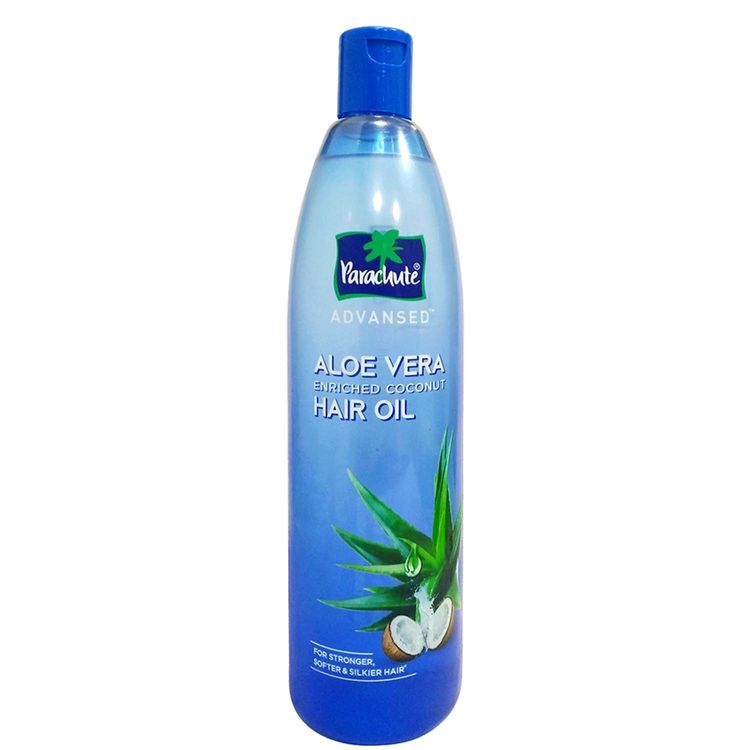 Parachute®
ADVANSED™
ALOE VERA
ENRICHED COCONUT
HAIR OIL
FOR STRONGER,
SOFTER & SILKIER HAIR*